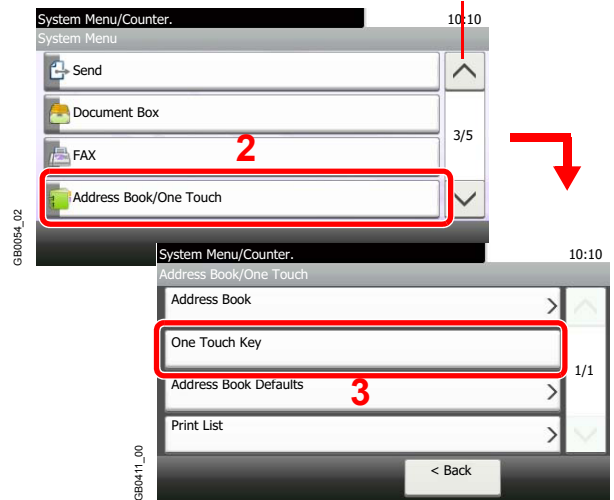 System Menu/Counter. 10:10
System Menu
Send
Document Box
3/5
2
FAX
Address Book/One Touch
GB0054_02
System Menu/Counter. 10:10
Address Book/One Touch
Address Book
One Touch Key
1/1
Address Book Defaults
3
Print List
< Back
GB0411_00